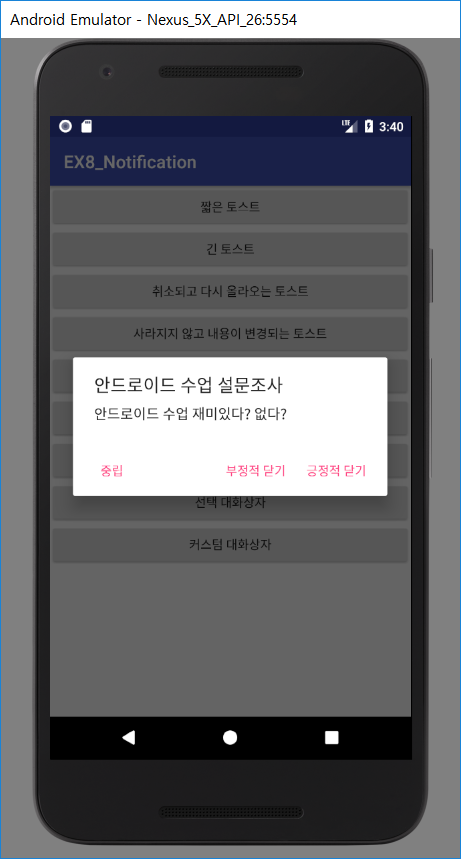 Android Emulator - Nexus_5X_API_26:5554
LTE 3:40
EX8_Notification
짧은 토스트
긴 토스트
취소되고 다시 올라오는 토스트
사라지지 않고 내용이 변경되는 토스트
안드로이드 수업 설문조사
안드로이드 수업 재미있다? 없다?
중립 부정적 닫기 긍정적 닫기
선택 대화상자
커스텀 대화상자